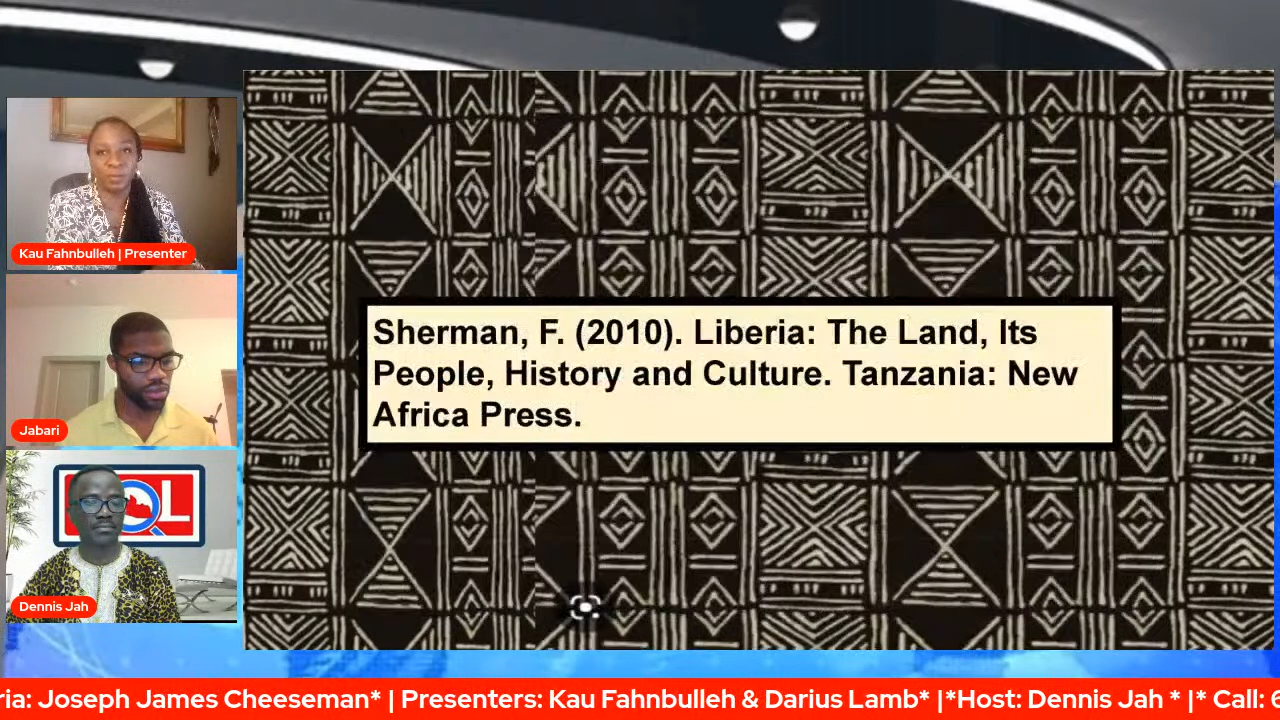 Kau Fahnbulleh | Presenter
Jabari
Dennis Jah
Sherman, F. (2010). Liberia: The Land, Its
People, History and Culture. Tanzania: New
Africa Press.
ria: Joseph James Cheeseman* | Presenters: Kau Fahnbulleh & Darius Lamb* |*Host: Dennis Jah * |* Call: 6